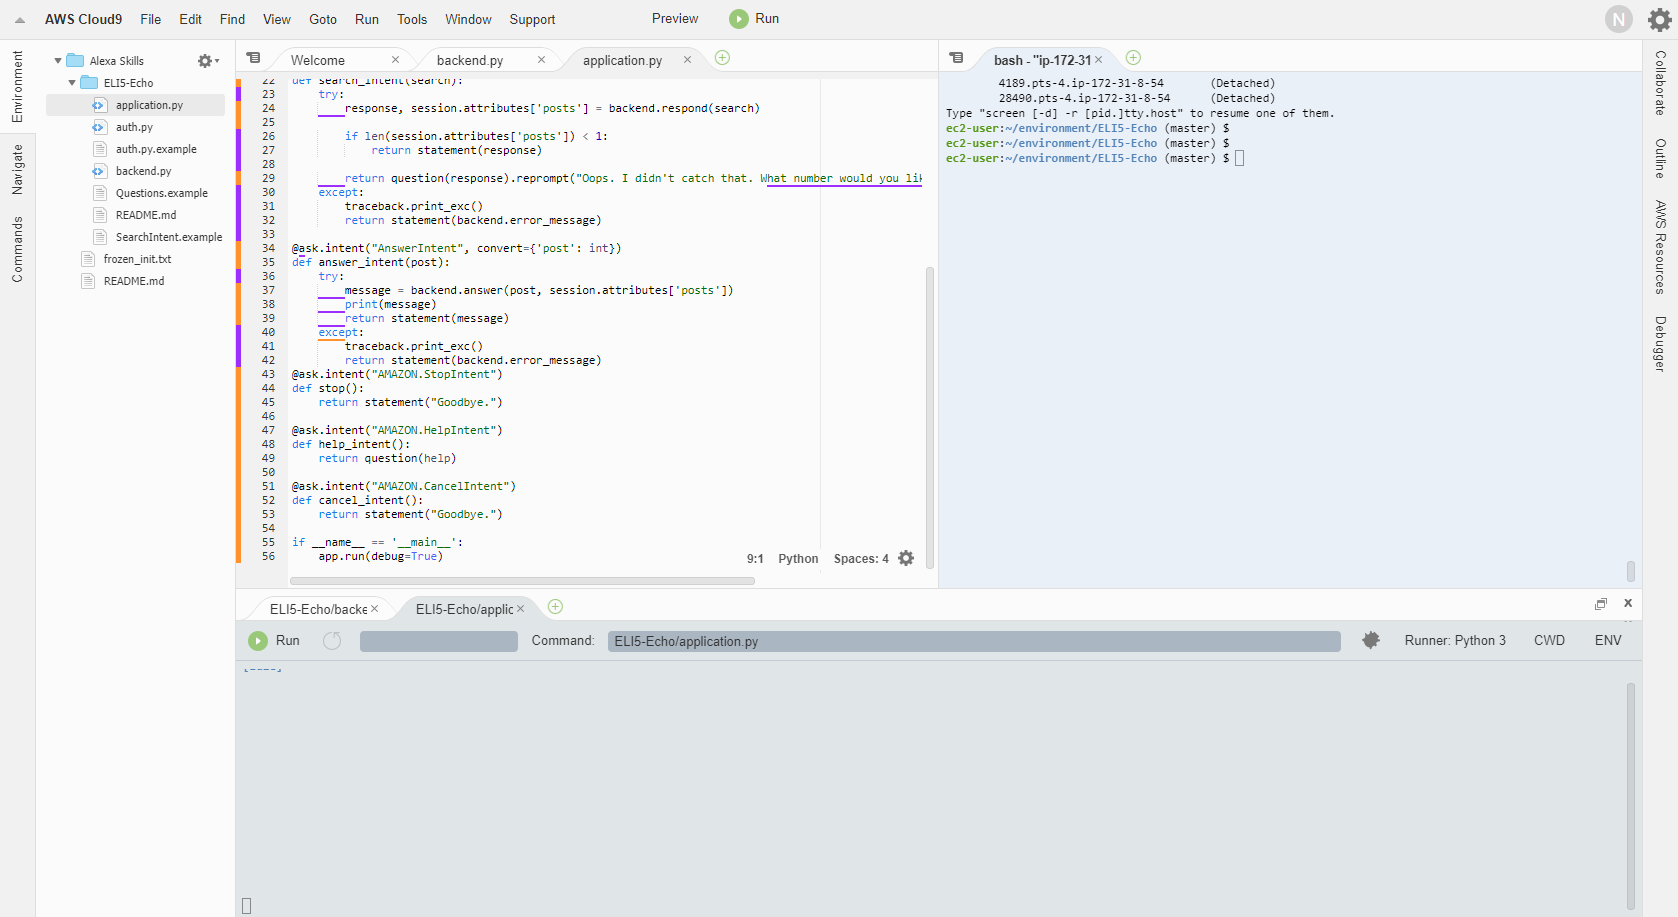 AWS Cloud9 File Edit Find View Goto Run Tools Window Support Preview Run N
Environment
Navigate
Commands
Alexa Skills
ELI5-Echo
application.py
auth.py
auth.py.example
backend.py
Questions.example
README.md
SearchIntent.example
frozen_init.txt
README.md
Welcome backend.py application.py
22 def search_intent(search):
23 try:
24 response, session.attributes['posts'] = backend.respond(search)
25
26 if len(session.attributes['posts']) < 1:
27 return statement(response)
28
29 return question(response).reprompt("Oops. I didn't catch that. What number would you lik
30 except:
31 traceback.print_exc()
32 return statement(backend.error_message)
33
34 @ask.intent("AnswerIntent", convert={'post': int})
35 def answer_intent(post):
36 try:
37 message = backend.answer(post, session.attributes['posts'])
38 print(message)
39 return statement(message)
40 except:
41 traceback.print_exc()
42 return statement(backend.error_message)
43 @ask.intent("AMAZON.StopIntent")
44 def stop():
45 return statement("Goodbye.")
46
47 @ask.intent("AMAZON.HelpIntent")
48 def help_intent():
49 return question(help)
50
51 @ask.intent("AMAZON.CancelIntent")
52 def cancel_intent():
53 return statement("Goodbye.")
54
55 if __name__ == '__main__':
56 app.run(debug=True)
9:1 Python Spaces: 4
bash - "ip-172-31
4189.pts-4.ip-172-31-8-54 (Detached)
28490.pts-4.ip-172-31-8-54 (Detached)
Type "screen [-d] -r [pid.]tty.host" to resume one of them.
ec2-user:~/environment/ELI5-Echo (master) $
ec2-user:~/environment/ELI5-Echo (master) $
ec2-user:~/environment/ELI5-Echo (master) $
Collaborate
Outline
AWS Resources
Debugger
ELI5-Echo/backe ELI5-Echo/applic
Run Command: ELI5-Echo/application.py Runner: Python 3 CWD ENV